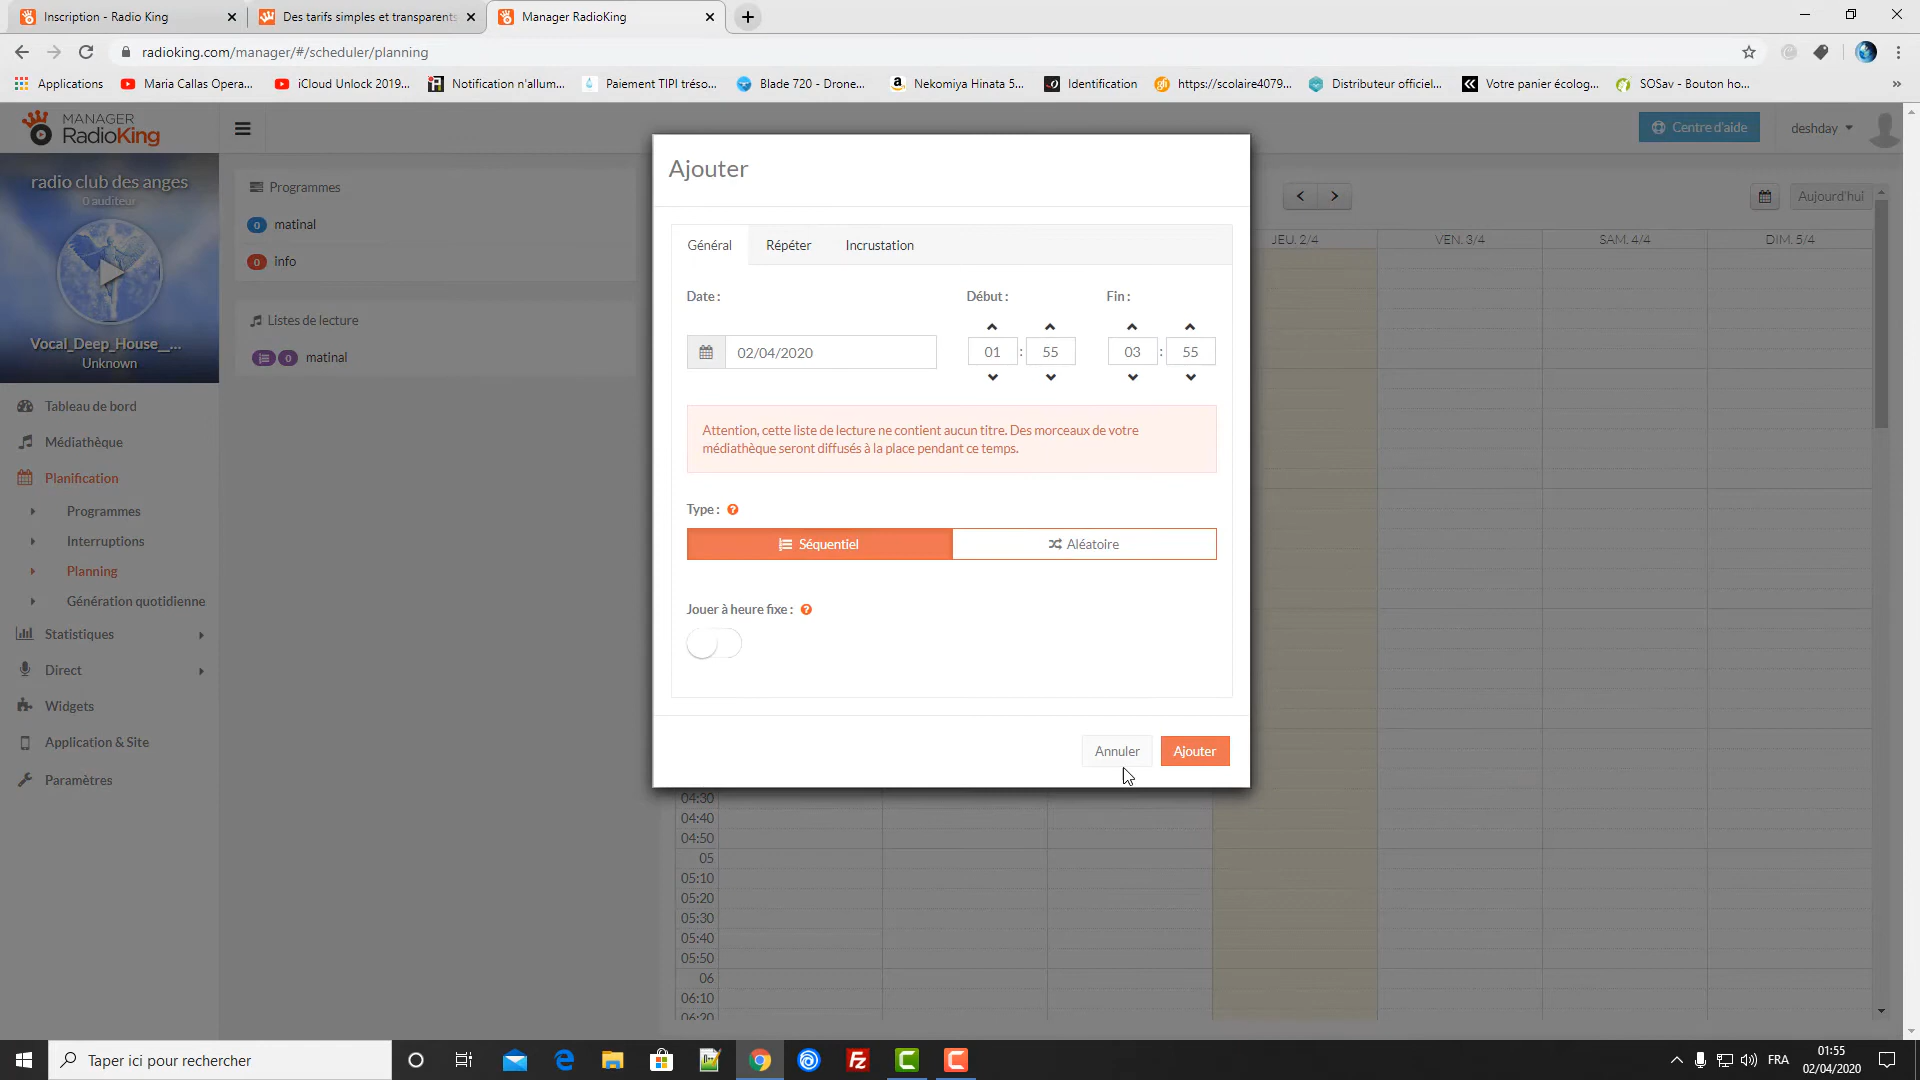 Inscription - Radio King
Des tarifs simples et transparents
Manager RadioKing
radioking.com/manager/#/scheduler/planning
Applications
Maria Callas Opera...
iCloud Unlock 2019...
Notification n'allum...
Paiement TIPI tréso...
Blade 720 - Drone...
Nekomiya Hinata 5...
Identification
https://scolaire4079...
Distributeur officiel...
Votre panier écolog...
SOSav - Bouton ho...
MANAGER
RadioKing
Centre d'aide
deshday
radio club des anges
0 auditeur
Vocal_Deep_House__...
Unknown
Tableau de bord
Médiathèque
Planification
Programmes
Interruptions
Planning
Génération quotidienne
Statistiques
Direct
Widgets
Application & Site
Paramètres
Programmes
0 matinal
0 info
Listes de lecture
0 matinal
Ajouter
Général
Répéter
Incrustation
Date :
Début :
Fin :
02/04/2020
01 : 55
03 : 55
Attention, cette liste de lecture ne contient aucun titre. Des morceaux de votre
médiathèque seront diffusés à la place pendant ce temps.
Type :
Séquentiel
Aléatoire
Jouer à heure fixe :
Annuler
Ajouter
Aujourd'hui
JEU. 2/4
VEN. 3/4
SAM. 4/4
DIM. 5/4
04:30
04:40
04:50
05
05:10
05:20
05:30
05:40
05:50
06
06:10
06:20
Taper ici pour rechercher
FRA
01:55
02/04/2020